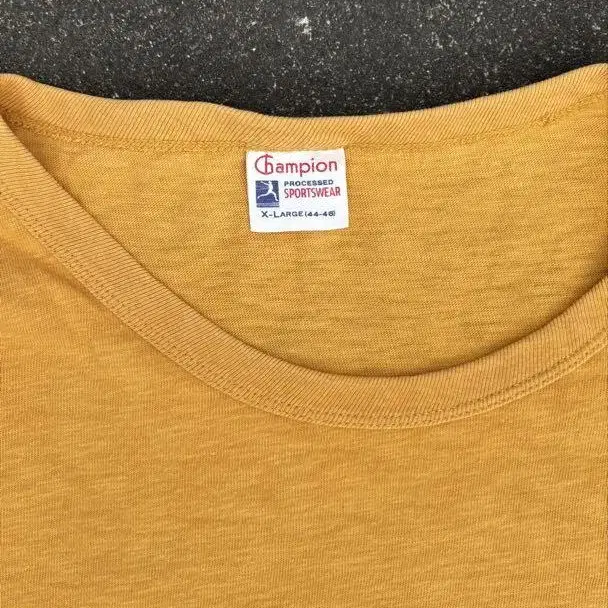 Champion
PROCESSED
SPORTSWEAR
X-LARGE (44-46)